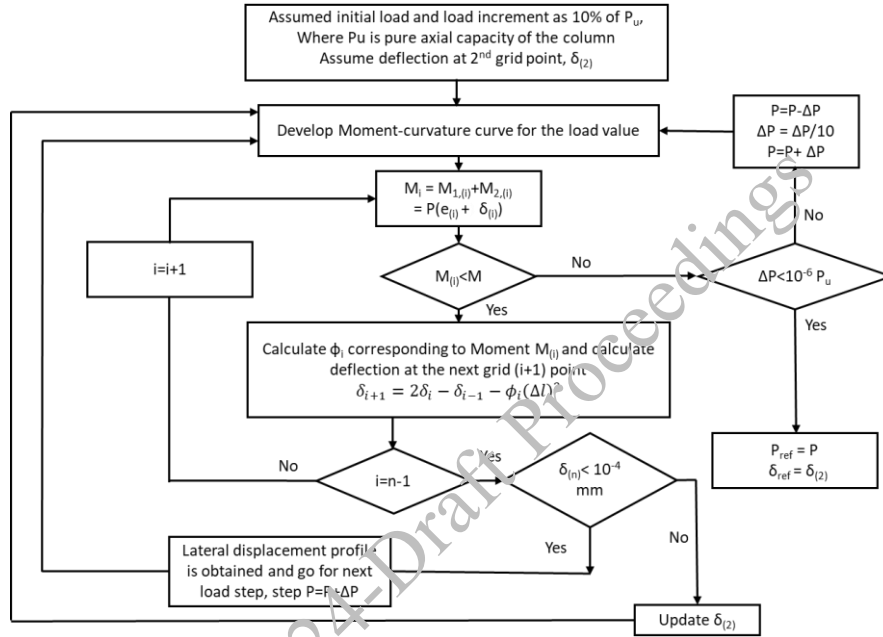 Assumed initial load and load increment as 10% of Pᵤ,
Where Pu is pure axial capacity of the column
Assume deflection at 2ⁿᵈ grid point, δ₍₂₎
Develop Moment-curvature curve for the load value
P=P-ΔP
ΔP = ΔP/10
P=P+ ΔP
Mᵢ = M₁,₍ᵢ₎+M₂,₍ᵢ₎
= P(e₍ᵢ₎ + δ₍ᵢ₎)
No
i=i+1
M₍ᵢ₎<M
No
ΔP<10⁻⁶ Pᵤ
Yes
Yes
Calculate ϕᵢ corresponding to Moment M₍ᵢ₎ and calculate
deflection at the next grid (i+1) point
δᵢ₊₁ = 2δᵢ − δᵢ₋₁ − ϕᵢ(Δl)²
No
i=n-1
Yes
δ₍ₙ₎< 10⁻⁴
mm
P_ref = P
δ_ref = δ₍₂₎
No
Yes
Lateral displacement profile
is obtained and go for next
load step, step P=P+ΔP
Update δ₍₂₎
24-Draft Proceedings